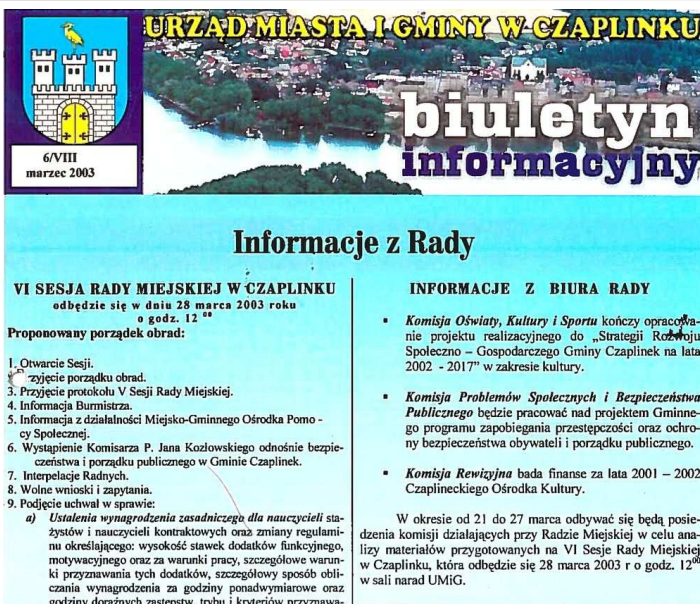 URZĄD MIASTA I GMINY W CZAPLINKU
biuletyn
informacyjny
6/VIII
marzec 2003
Informacje z Rady
VI SESJA RADY MIEJSKIEJ W CZAPLINKU
odbędzie się w dniu 28 marca 2003 roku
o godz. 12 ºº
Proponowany porządek obrad:
1. Otwarcie Sesji.
zyjęcie porządku obrad.
3. Przyjęcie protokołu V Sesji Rady Miejskiej.
4. Informacja Burmistrza.
5. Informacja z działalności Miejsko-Gminnego Ośrodka Pomo -
cy Społecznej.
6. Wystąpienie Komisarza P. Jana Kozłowskiego odnośnie bezpie-
czeństwa i porządku publicznego w Gminie Czaplinek.
7. Interpelacje Radnych.
8. Wolne wnioski i zapytania.
9. Podjęcie uchwał w sprawie:
a) Ustalenia wynagrodzenia zasadniczego dla nauczycieli sta-
żystów i nauczycieli kontraktowych oraz zmiany regulami-
nu określającego: wysokość stawek dodatków funkcyjnego,
motywacyjnego oraz za warunki pracy, szczegółowe warun-
ki przyznawania tych dodatków, szczegółowy sposób obli-
czania wynagrodzenia za godziny ponadwymiarowe oraz
godziny doraźnych zastępstw, trybu i kryteriów przyznawa-
INFORMACJE Z BIURA RADY
▪ Komisja Oświaty, Kultury i Sportu kończy opracowa-
nie projektu realizacyjnego do „Strategii Rozwoju
Społeczno – Gospodarczego Gminy Czaplinek na lata
2002 - 2017” w zakresie kultury.
▪ Komisja Problemów Społecznych i Bezpieczeństwa
Publicznego będzie pracować nad projektem Gminne-
go programu zapobiegania przestępczości oraz ochro-
ny bezpieczeństwa obywateli i porządku publicznego.
▪ Komisja Rewizyjna bada finanse za lata 2001 – 2002
Czaplineckiego Ośrodka Kultury.
W okresie od 21 do 27 marca odbywać się będą posie-
dzenia komisji działających przy Radzie Miejskiej w celu ana-
lizy materiałów przygotowanych na VI Sesje Rady Miejskiej
w Czaplinku, która odbędzie się 28 marca 2003 r o godz. 12⁰⁰
w sali narad UMiG.